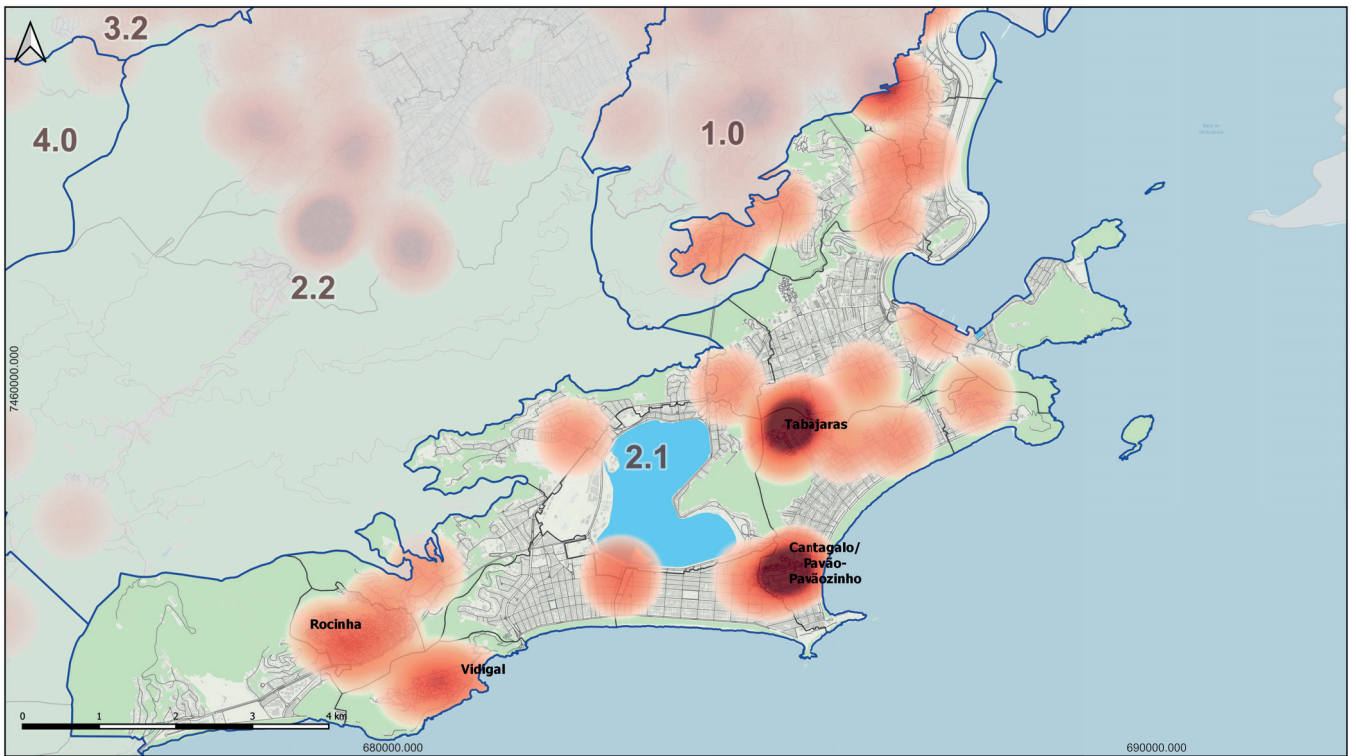 3.2
4.0
1.0
2.2
7460000.000
Tabajaras
2.1
Cantagalo/
Pavão-
Pavãozinho
Rocinha
Vidigal
0 1 2 3 4 km
680000.000
690000.000